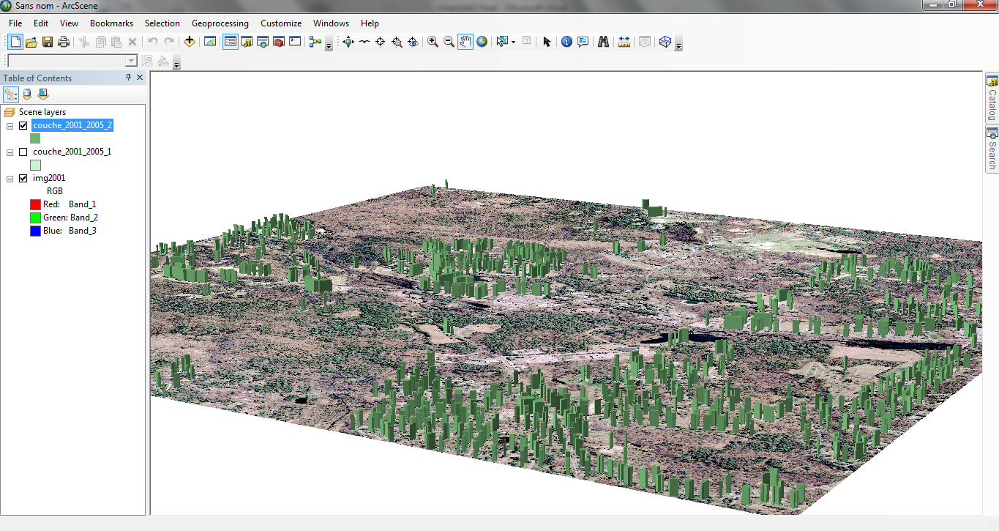 Sans nom - ArcScene
File Edit View Bookmarks Selection Geoprocessing Customize Windows Help
Table of Contents
Scene layers
couche_2001_2005_2
couche_2001_2005_1
img2001
RGB
Red: Band_1
Green: Band_2
Blue: Band_3
Catalog
Search